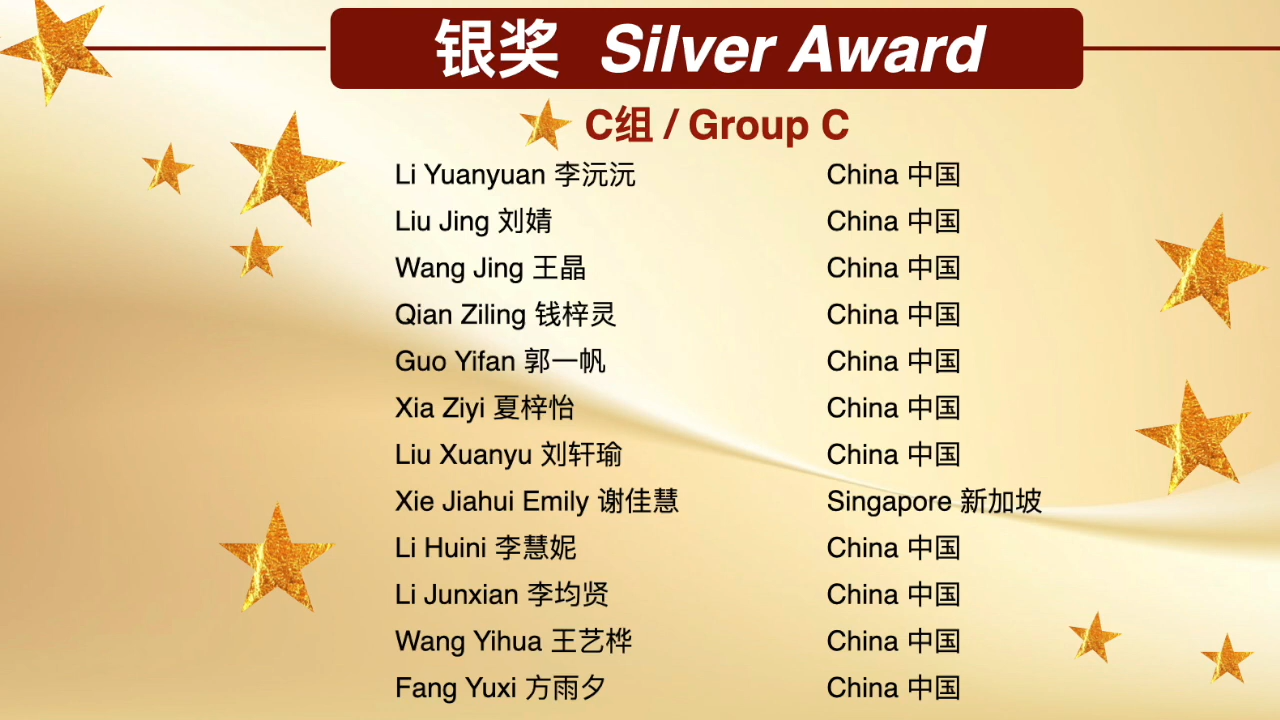 银奖 Silver Award
C组 / Group C
Li Yuanyuan 李沅沅 China 中国
Liu Jing 刘婧 China 中国
Wang Jing 王晶 China 中国
Qian Ziling 钱梓灵 China 中国
Guo Yifan 郭一帆 China 中国
Xia Ziyi 夏梓怡 China 中国
Liu Xuanyu 刘轩瑜 China 中国
Xie Jiahui Emily 谢佳慧 Singapore 新加坡
Li Huini 李慧妮 China 中国
Li Junxian 李均贤 China 中国
Wang Yihua 王艺桦 China 中国
Fang Yuxi 方雨夕 China 中国